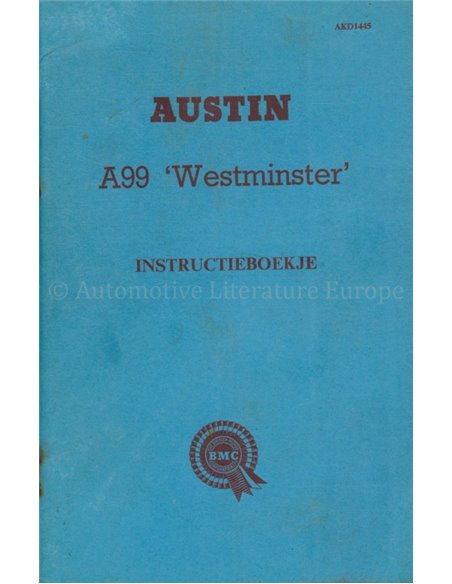 AKD1445
AUSTIN
A99 ‘Westminster’
INSTRUCTIEBOEKJE
© Automotive Literature Europe
BMC